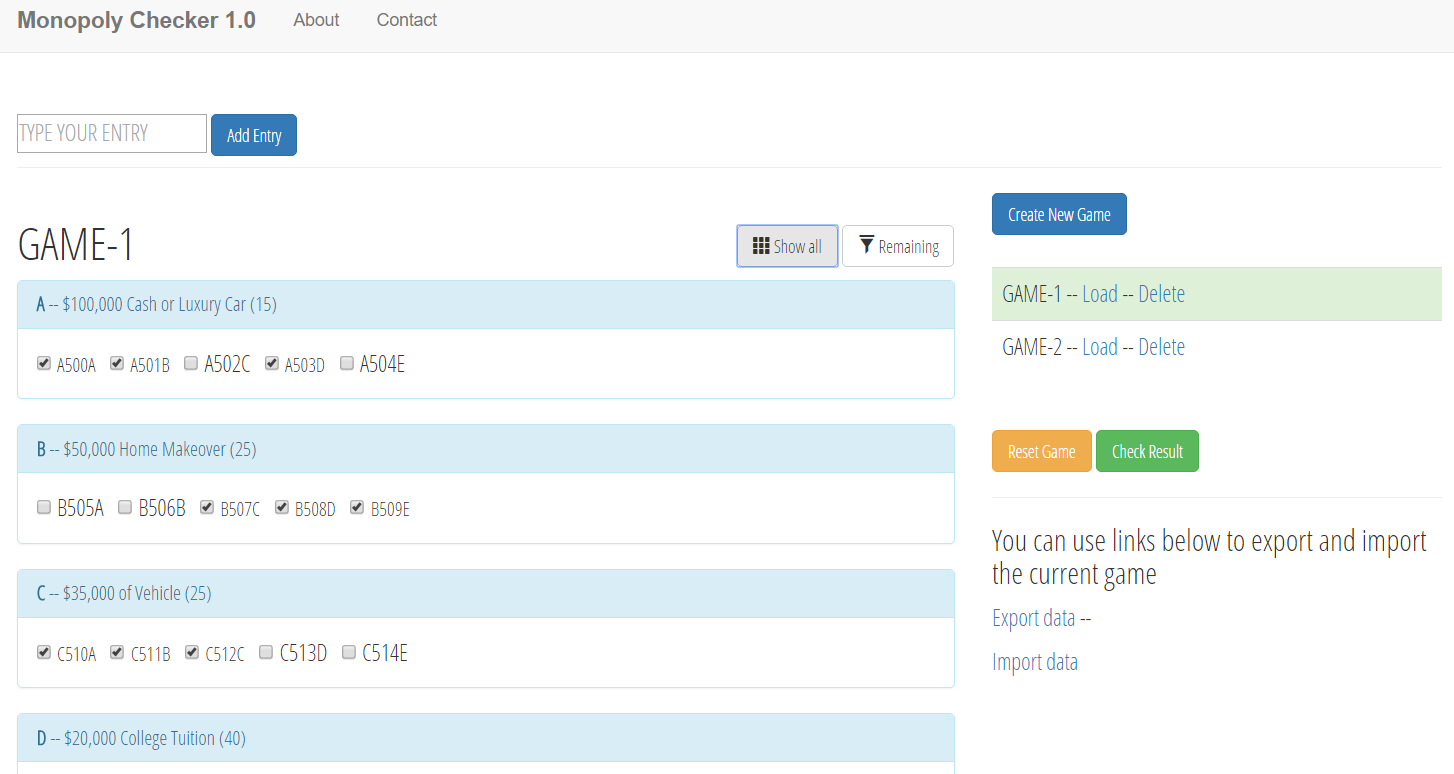 Monopoly Checker 1.0 About Contact
TYPE YOUR ENTRY Add Entry
GAME-1 Show all Remaining
A -- $100,000 Cash or Luxury Car (15)
A500A A501B A502C A503D A504E
B -- $50,000 Home Makeover (25)
B505A B506B B507C B508D B509E
C -- $35,000 of Vehicle (25)
C510A C511B C512C C513D C514E
D -- $20,000 College Tuition (40)
Create New Game
GAME-1 -- Load -- Delete
GAME-2 -- Load -- Delete
Reset Game Check Result
You can use links below to export and import
the current game
Export data --
Import data